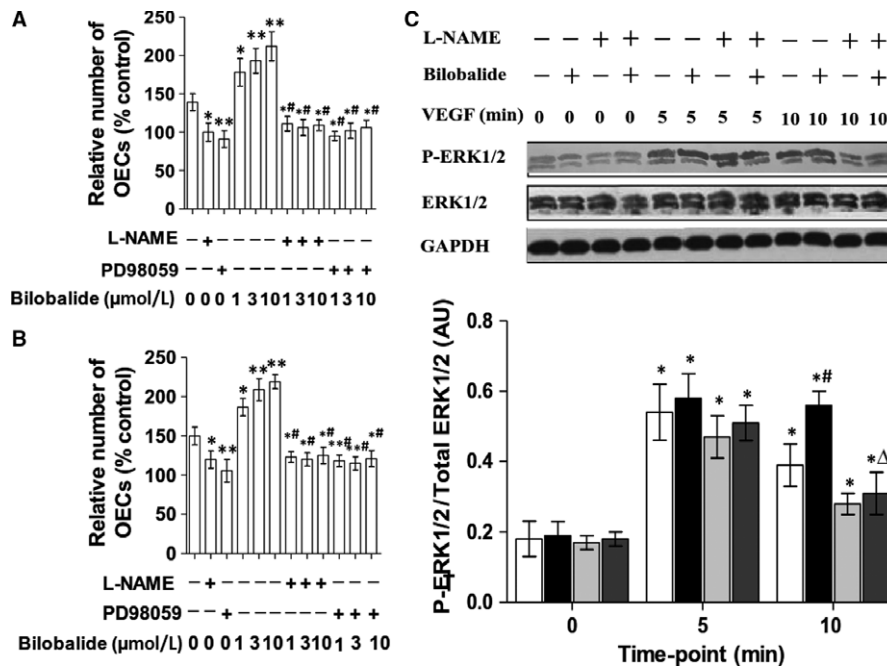 A
Relative number of OECs (% control)
250
200
150
100
50
0
* ** * ** ** *# *# *# *# *# *#
L-NAME − + − − − − + + + − − −
PD98059 − − + − − − − − − + + +
Bilobalide (µmol/L) 0 0 0 1 3 10 1 3 10 1 3 10
B
Relative number of OECs (% control)
250
200
150
100
50
0
* ** * ** ** *# *# *# **# **# *#
L-NAME − + − − − − + + + − − −
PD98059 − − + − − − − − − + + +
Bilobalide (µmol/L) 0 0 0 1 3 10 1 3 10 1 3 10
C
L-NAME − − + + − − + + − − + +
Bilobalide − + − + − + − + − + − +
VEGF (min) 0 0 0 0 5 5 5 5 10 10 10 10
P-ERK1/2
ERK1/2
GAPDH
P-ERK1/2/Total ERK1/2 (AU)
0.8
0.6
0.4
0.2
0.0
* * * * * *# * *Δ
0 5 10
Time-point (min)